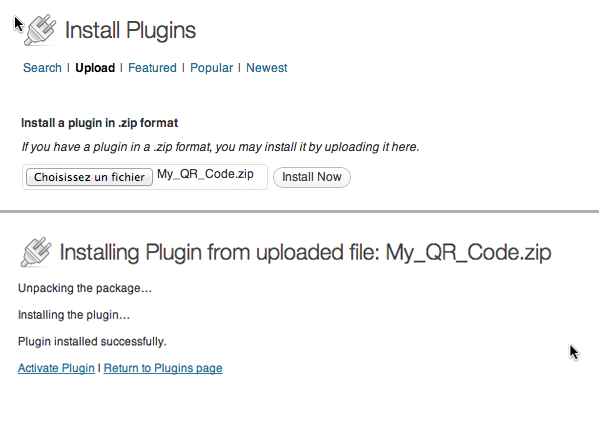 Install Plugins
Search | Upload | Featured | Popular | Newest
Install a plugin in .zip format
If you have a plugin in a .zip format, you may install it by uploading it here.
Choisissez un fichier My_QR_Code.zip Install Now
Installing Plugin from uploaded file: My_QR_Code.zip
Unpacking the package…
Installing the plugin…
Plugin installed successfully.
Activate Plugin | Return to Plugins page